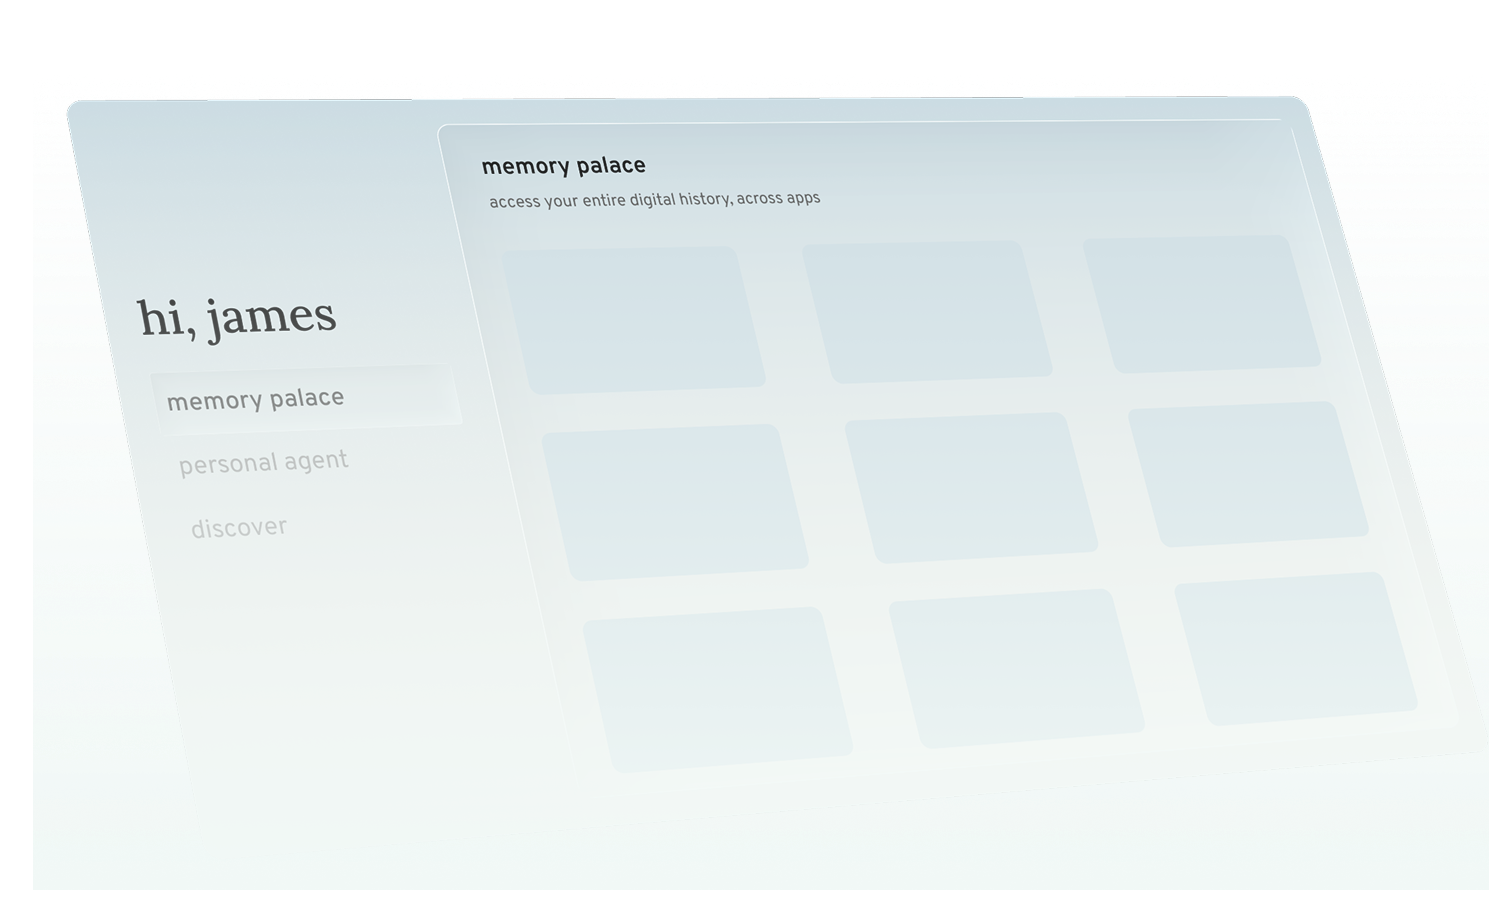 hi, james
memory palace
personal agent
discover
memory palace
access your entire digital history, across apps